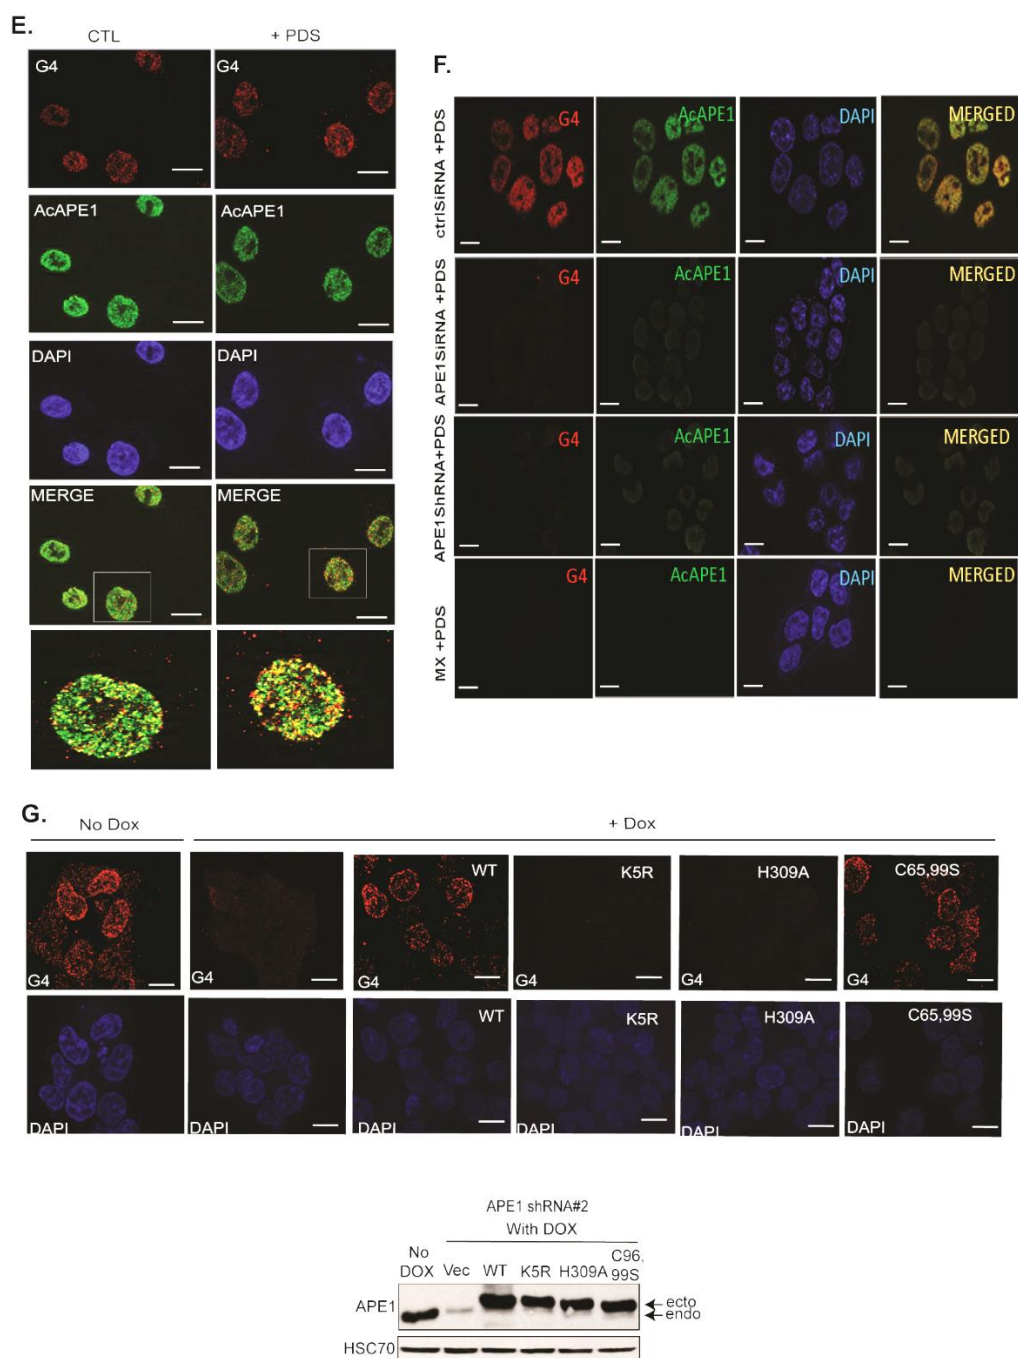 E.
CTL
+ PDS
G4
AcAPE1
AcAPE1
DAPI
DAPI
MERGE
MERGE
F.
ctrlSiRNA +PDS
G4
AcAPE1
DAPI
MERGED
APE1SiRNA +PDS
G4
AcAPE1
DAPI
MERGED
APE1ShRNA+PDS
G4
AcAPE1
DAPI
MERGED
MX +PDS
G4
AcAPE1
DAPI
MERGED
G.
No Dox
+ Dox
WT
K5R
H309A
C65,99S
G4
G4
G4
G4
G4
WT
K5R
H309A
C65,99S
DAPI
DAPI
DAPI
DAPI
DAPI
DAPI
APE1 shRNA#2
With DOX
No DOX
Vec
WT
K5R
H309A
C96, 99S
APE1
ecto
endo
HSC70